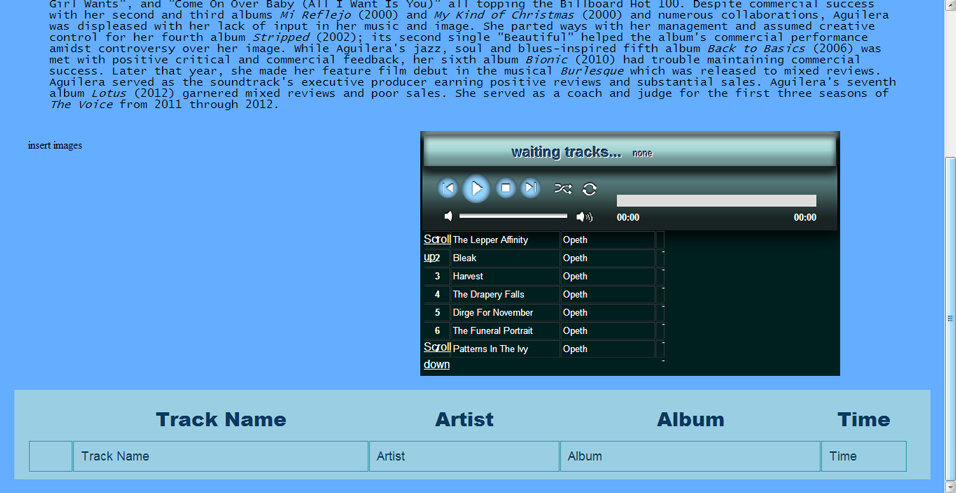 Girl Wants", and "Come On Over Baby (All I Want Is You)" all topping the Billboard Hot 100. Despite commercial success
with her second and third albums Mi Reflejo (2000) and My Kind of Christmas (2000) and numerous collaborations, Aguilera
was displeased with her lack of input in her music and image. She parted ways with her management and assumed creative
control for her fourth album Stripped (2002); its second single "Beautiful" helped the album's commercial performance
amidst controversy over her image. While Aguilera's jazz, soul and blues-inspired fifth album Back to Basics (2006) was
met with positive critical and commercial feedback, her sixth album Bionic (2010) had trouble maintaining commercial
success. Later that year, she made her feature film debut in the musical Burlesque which was released to mixed reviews.
Aguilera served as the soundtrack's executive producer earning positive reviews and substantial sales. Aguilera's seventh
album Lotus (2012) garnered mixed reviews and poor sales. She served as a coach and judge for the first three seasons of
The Voice from 2011 through 2012.
insert images
waiting tracks... none
00:00 00:00
Scroll up
1 The Lepper Affinity Opeth
2 Bleak Opeth
3 Harvest Opeth
4 The Drapery Falls Opeth
5 Dirge For November Opeth
6 The Funeral Portrait Opeth
7 Patterns In The Ivy Opeth
Scroll down
Track Name Artist Album Time
Track Name Artist Album Time